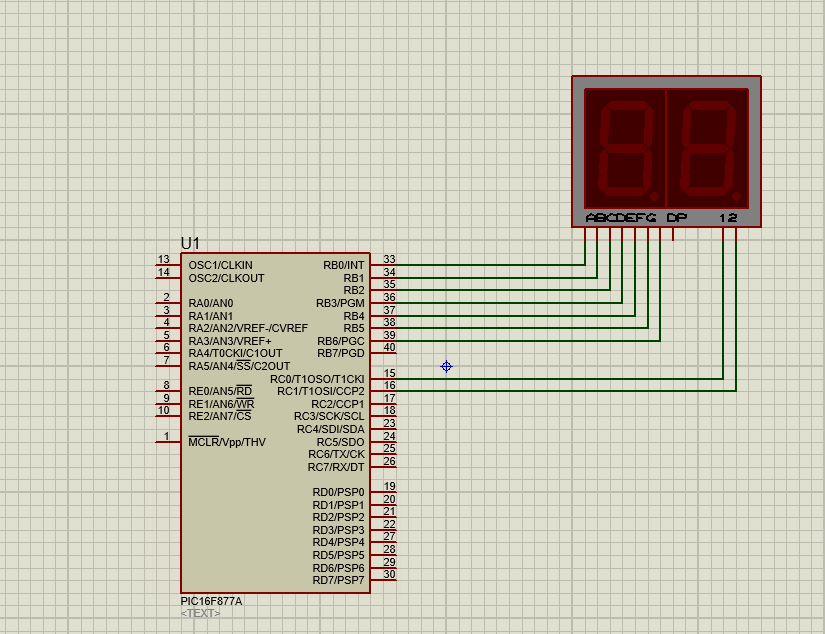 ABCDEFG DP 12
U1
13 OSC1/CLKIN RB0/INT 33
14 OSC2/CLKOUT RB1 34
RB2 35
2 RA0/AN0 RB3/PGM 36
3 RA1/AN1 RB4 37
4 RA2/AN2/VREF-/CVREF RB5 38
5 RA3/AN3/VREF+ RB6/PGC 39
6 RA4/T0CKI/C1OUT RB7/PGD 40
7 RA5/AN4/SS/C2OUT
RC0/T1OSO/T1CKI 15
8 RE0/AN5/RD RC1/T1OSI/CCP2 16
9 RE1/AN6/WR RC2/CCP1 17
10 RE2/AN7/CS RC3/SCK/SCL 18
RC4/SDI/SDA 23
1 MCLR/Vpp/THV RC5/SDO 24
RC6/TX/CK 25
RC7/RX/DT 26
RD0/PSP0 19
RD1/PSP1 20
RD2/PSP2 21
RD3/PSP3 22
RD4/PSP4 27
RD5/PSP5 28
RD6/PSP6 29
RD7/PSP7 30
PIC16F877A
<TEXT>